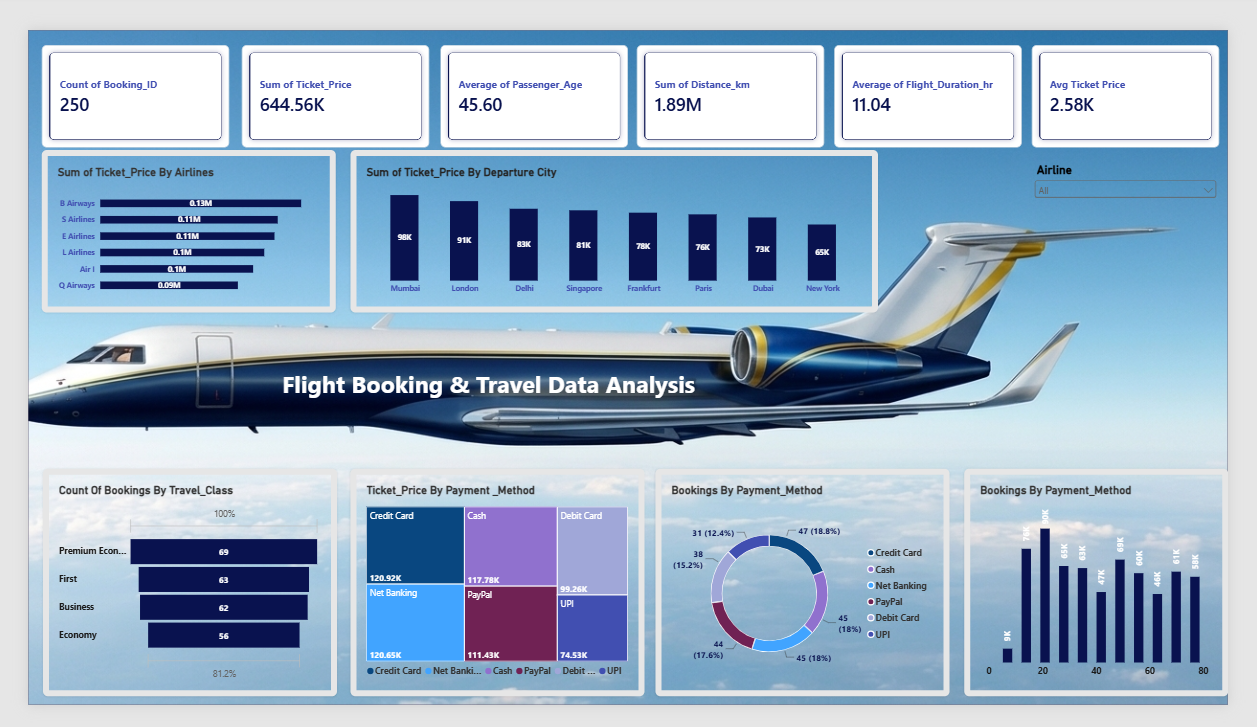 Count of Booking_ID
250
Sum of Ticket_Price
644.56K
Average of Passenger_Age
45.60
Sum of Distance_km
1.89M
Average of Flight_Duration_hr
11.04
Avg Ticket Price
2.58K
Sum of Ticket_Price By Airlines
B Airways 0.13M
S Airlines 0.11M
E Airlines 0.11M
L Airlines 0.1M
Air I 0.1M
Q Airways 0.09M
Sum of Ticket_Price By Departure City
98K 91K 83K 81K 78K 76K 73K 65K
Mumbai London Delhi Singapore Frankfurt Paris Dubai New York
Airline
All
Flight Booking & Travel Data Analysis
Count Of Bookings By Travel_Class
100%
Premium Econ... 69
First 63
Business 62
Economy 56
81.2%
Ticket_Price By Payment _Method
Credit Card
120.92K
Cash
117.78K
Debit Card
99.26K
Net Banking
120.65K
PayPal
111.43K
UPI
74.53K
Credit Card Net Banki... Cash PayPal Debit ... UPI
Bookings By Payment_Method
47 (18.8%)
45
(18%)
45 (18%)
44
(17.6%)
38
(15.2%)
31 (12.4%)
Credit Card
Cash
Net Banking
PayPal
Debit Card
UPI
Bookings By Payment_Method
9K 65K 63K 47K 69K 60K 46K 61K 58K
0 20 40 60 80